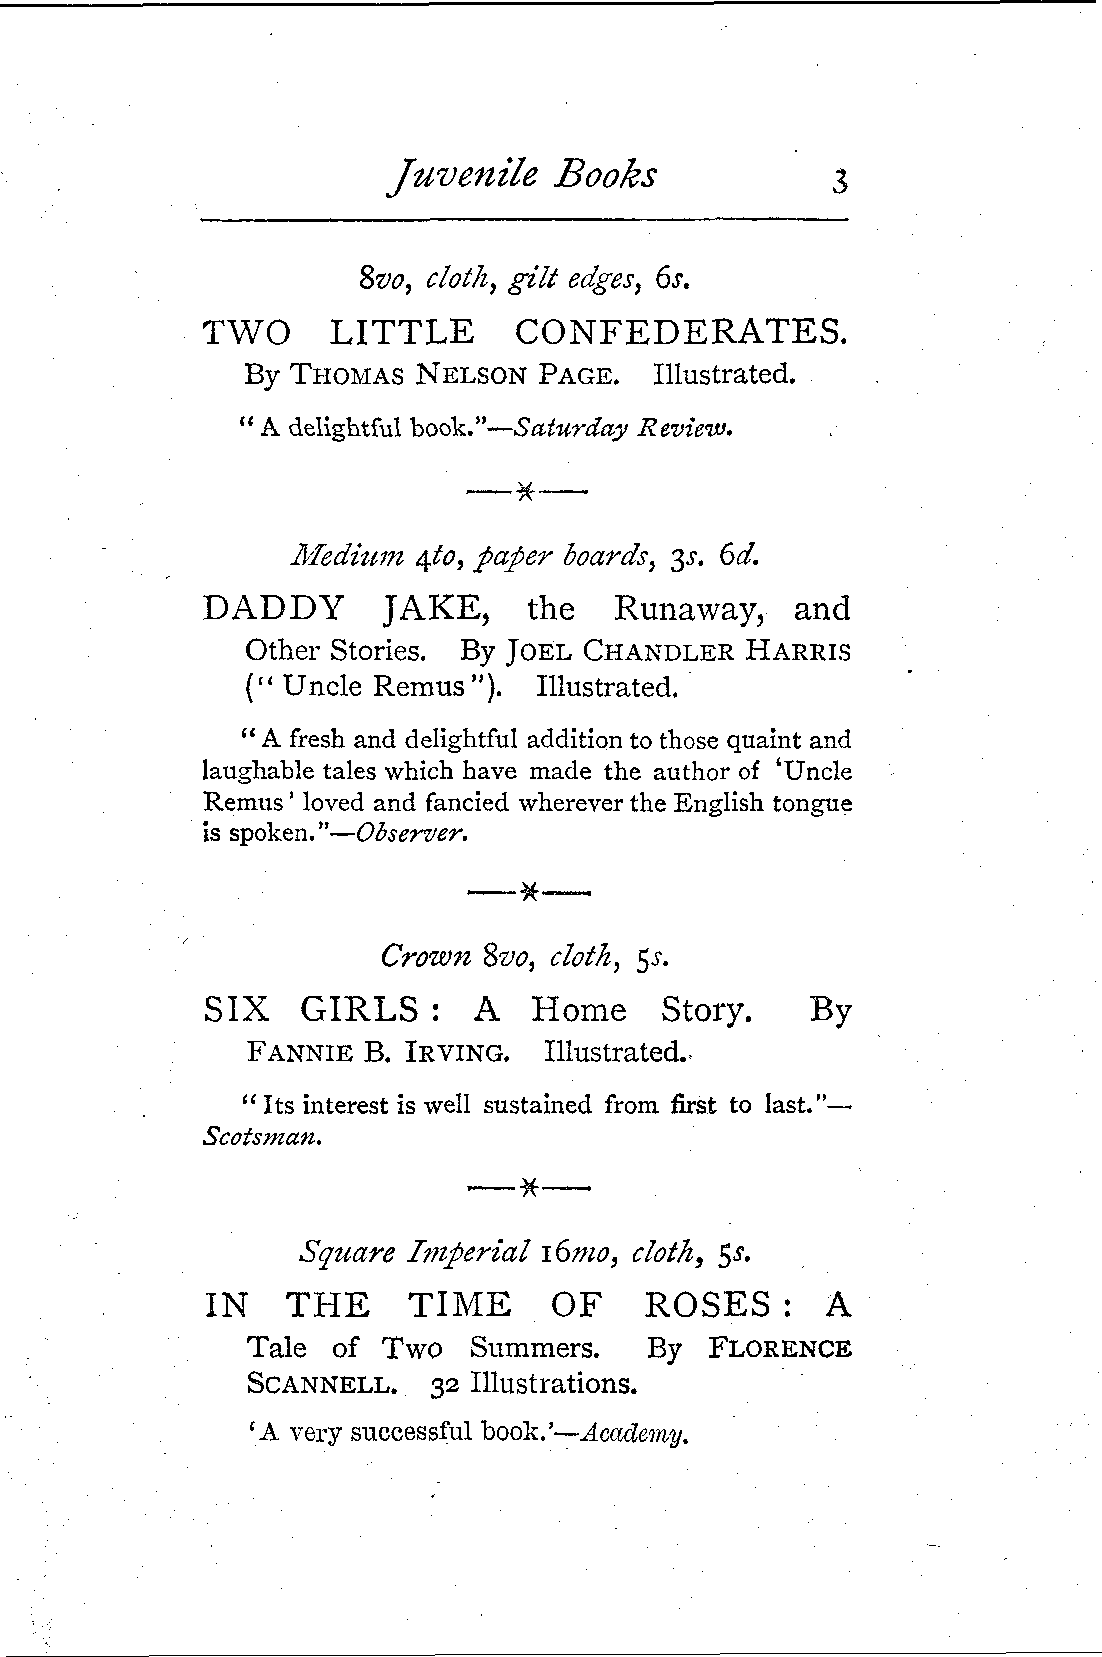 Juvenile Books 3
8vo, cloth, gilt edges, 6s.
TWO LITTLE CONFEDERATES.
By THOMAS NELSON PAGE. Illustrated.
"A delightful book."—Saturday Review.
—*—
Medium 4to, paper boards, 3s. 6d.
DADDY JAKE, the Runaway, and
Other Stories. By JOEL CHANDLER HARRIS
("Uncle Remus"). Illustrated.
"A fresh and delightful addition to those quaint and
laughable tales which have made the author of 'Uncle
Remus' loved and fancied wherever the English tongue
is spoken."—Observer.
—*—
Crown 8vo, cloth, 5s.
SIX GIRLS: A Home Story. By
FANNIE B. IRVING. Illustrated.
"Its interest is well sustained from first to last."—
Scotsman.
—*—
Square Imperial 16mo, cloth, 5s.
IN THE TIME OF ROSES: A
Tale of Two Summers. By FLORENCE
SCANNELL. 32 Illustrations.
'A very successful book.'—Academy.